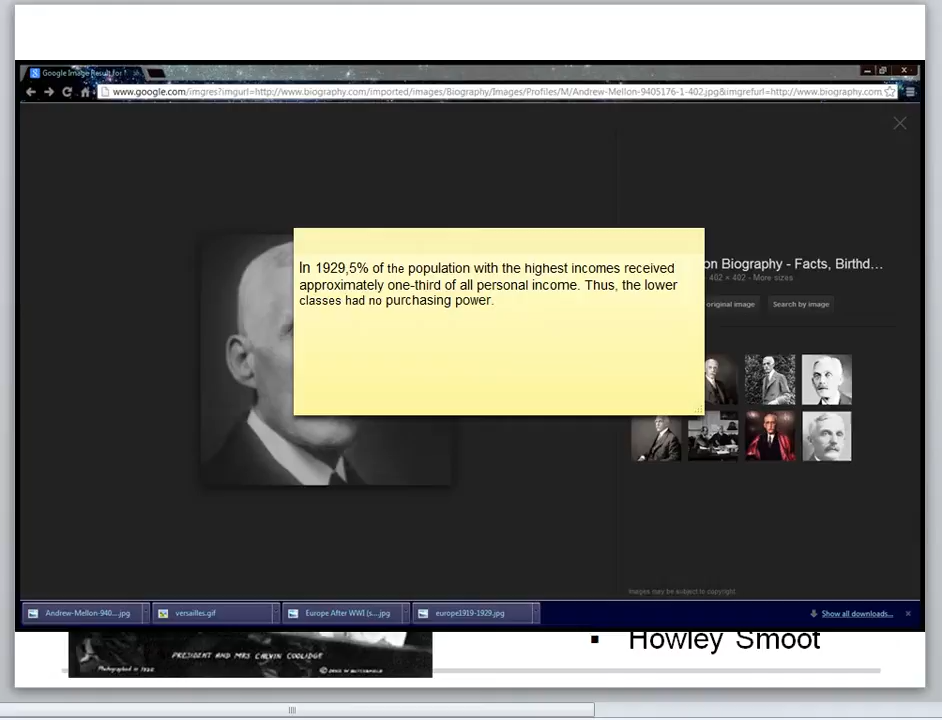 Google Image Result for
www.google.com/imgres?imgurl=http://www.biography.com/imported/images/Biography/Images/Profiles/M/Andrew-Mellon-9405176-1-402.jpg&imgrefurl=http://www.biography.com
on Biography - Facts, Birthd...
402 × 402 - More sizes
original image
Search by image
In 1929,5% of the population with the highest incomes received
approximately one-third of all personal income. Thus, the lower
classes had no purchasing power.
Images may be subject to copyright.
Andrew-Mellon-940....jpg
versailles.gif
Europe After WWI [s....jpg
europe1919-1929.jpg
Show all downloads...
▪ Howley Smoot
PRESIDENT AND MRS CALVIN COOLIDGE
Photographed in